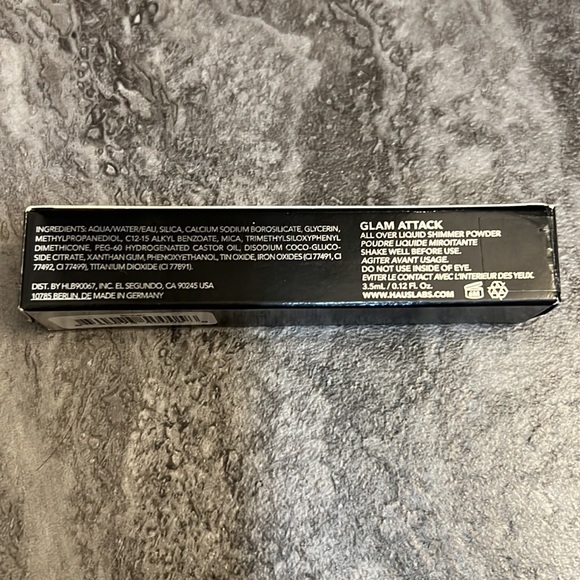 INGREDIENTS: AQUA/WATER/EAU, SILICA, CALCIUM SODIUM BOROSILICATE, GLYCERIN,
METHYLPROPANEDIOL, C12-15 ALKYL BENZOATE, MICA, TRIMETHYLSILOXYPHENYL
DIMETHICONE, PEG-60 HYDROGENATED CASTOR OIL, DISODIUM COCO-GLUCO-
SIDE CITRATE, XANTHAN GUM, PHENOXYETHANOL, TIN OXIDE, IRON OXIDES (CI 77491, CI
77492, CI 77499), TITANIUM DIOXIDE (CI 77891).
DIST. BY HLB90067, INC. EL SEGUNDO, CA 90245 USA
10785 BERLIN, DE MADE IN GERMANY
GLAM ATTACK
ALL OVER LIQUID SHIMMER POWDER
POUDRE LIQUIDE MIROITANTE
SHAKE WELL BEFORE USE.
AGITER AVANT USAGE.
DO NOT USE INSIDE OF EYE.
EVITER LE CONTACT AVEC L'INTERIEUR DES YEUX.
3.5mL / 0.12 Fl. Oz.
WWW.HAUSLABS.COM